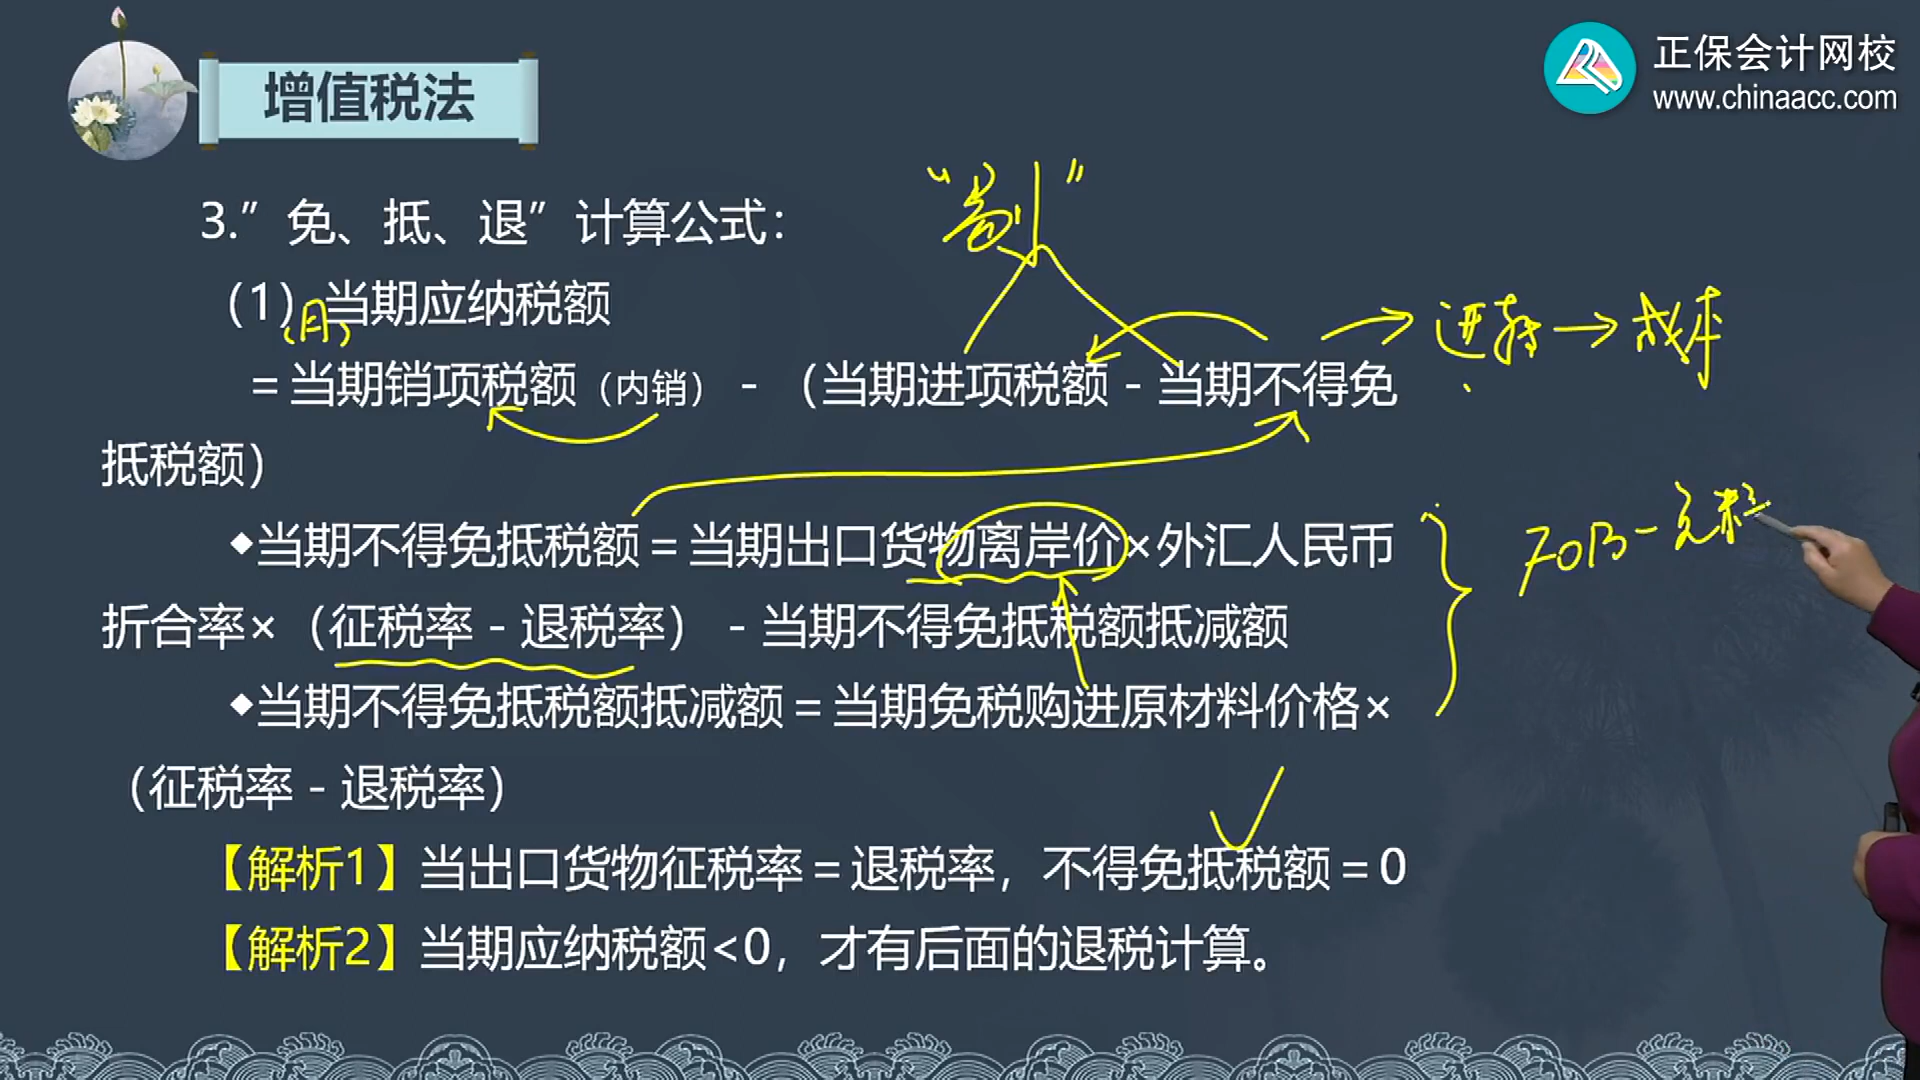 增值税法
正保会计网校
www.chinaacc.com
“剔”
3.”免、抵、退”计算公式：
（1）当期应纳税额
（月）
进转→成本
＝当期销项税额（内销）－（当期进项税额－当期不得免
抵税额）
◆当期不得免抵税额＝当期出口货物离岸价×外汇人民币
FOB－免
折合率×（征税率－退税率）－当期不得免抵税额抵减额
◆当期不得免抵税额抵减额＝当期免税购进原材料价格×
（征税率－退税率）
【解析1】当出口货物征税率＝退税率，不得免抵税额＝0
【解析2】当期应纳税额<0，才有后面的退税计算。